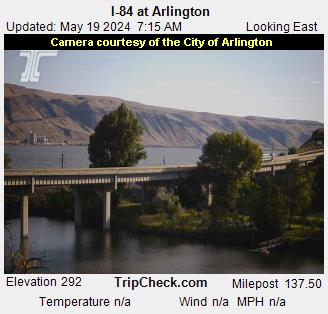 I-84 at Arlington
Updated: May 19 2024 7:15 AM Looking East
Camera courtesy of the City of Arlington
Elevation 292 TripCheck.com Milepost 137.50
Temperature n/a Wind n/a MPH n/a